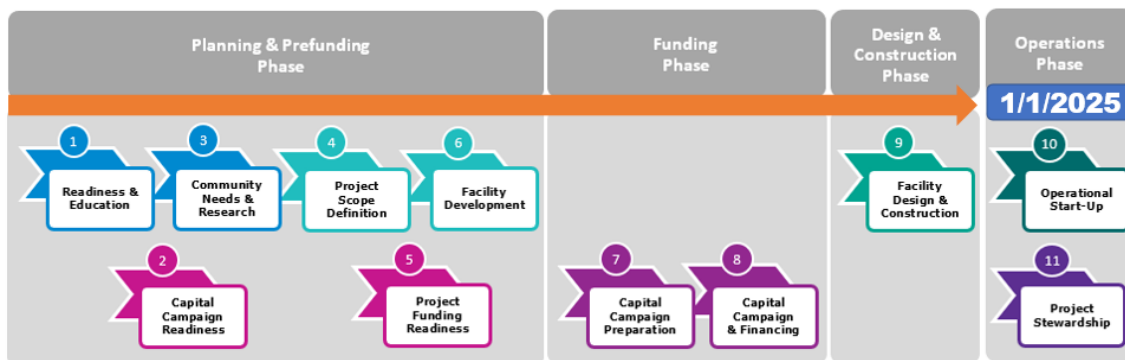 Planning & Prefunding
Phase
Funding
Phase
Design &
Construction
Phase
Operations
Phase
1/1/2025
1
Readiness &
Education
3
Community
Needs &
Research
4
Project
Scope
Definition
6
Facility
Development
9
Facility
Design &
Construction
10
Operational
Start-Up
2
Capital
Campaign
Readiness
5
Project
Funding
Readiness
7
Capital
Campaign
Preparation
8
Capital
Campaign
& Financing
11
Project
Stewardship